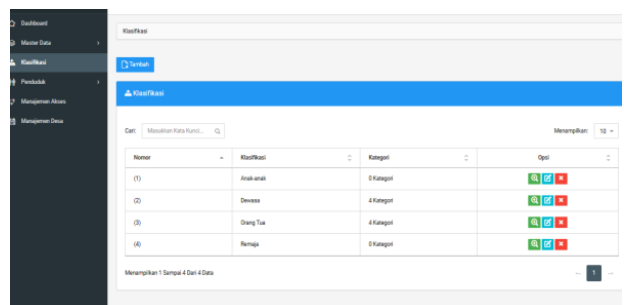 Dashboard
Master Data
Klasifikasi
Penduduk
Manajemen Akses
Manajemen Desa
Klasifikasi
Tambah
Klasifikasi
Cari: Masukkan Kata Kunci...
Menampilkan: 10
Nomor Klasifikasi Kategori Opsi
(1) Anak-anak 0 Kategori
(2) Dewasa 4 Kategori
(3) Orang Tua 4 Kategori
(4) Remaja 0 Kategori
Menampilkan 1 Sampai 4 Dari 4 Data
1